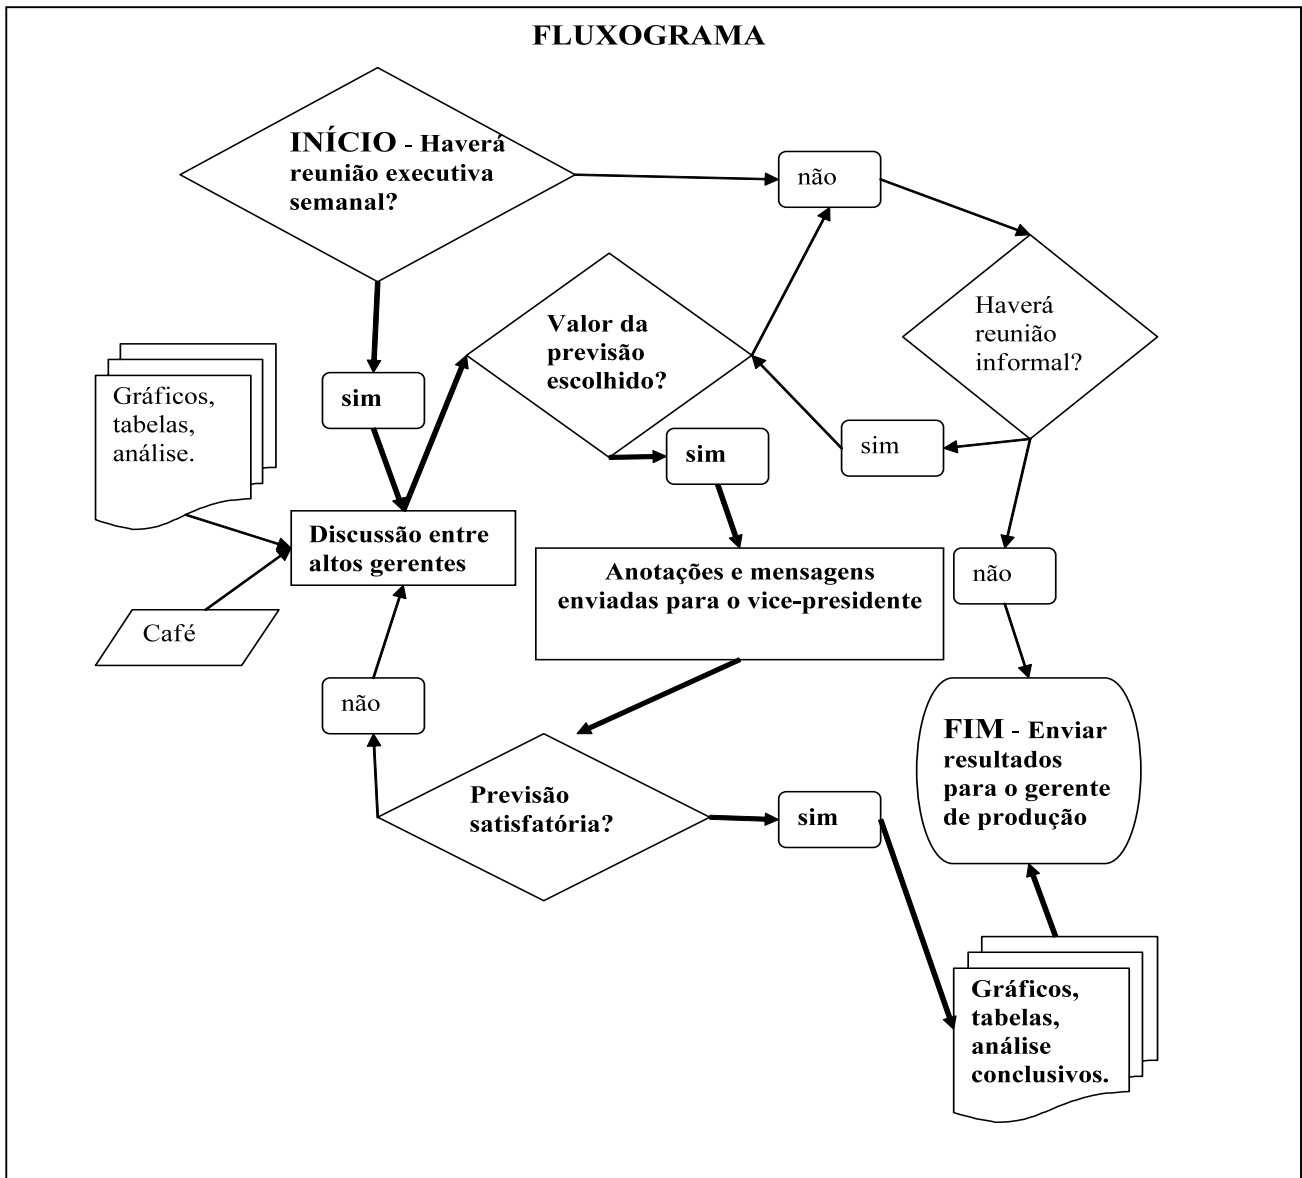 FLUXOGRAMA
INÍCIO - Haverá
reunião executiva
semanal?
não
Haverá
reunião
informal?
Valor da
previsão
escolhido?
Gráficos,
tabelas,
análise.
sim
sim
sim
Discussão entre
altos gerentes
Anotações e mensagens
enviadas para o vice-presidente
não
Café
não
FIM - Enviar
resultados
para o gerente
de produção
Previsão
satisfatória?
sim
Gráficos,
tabelas,
análise
conclusivos.